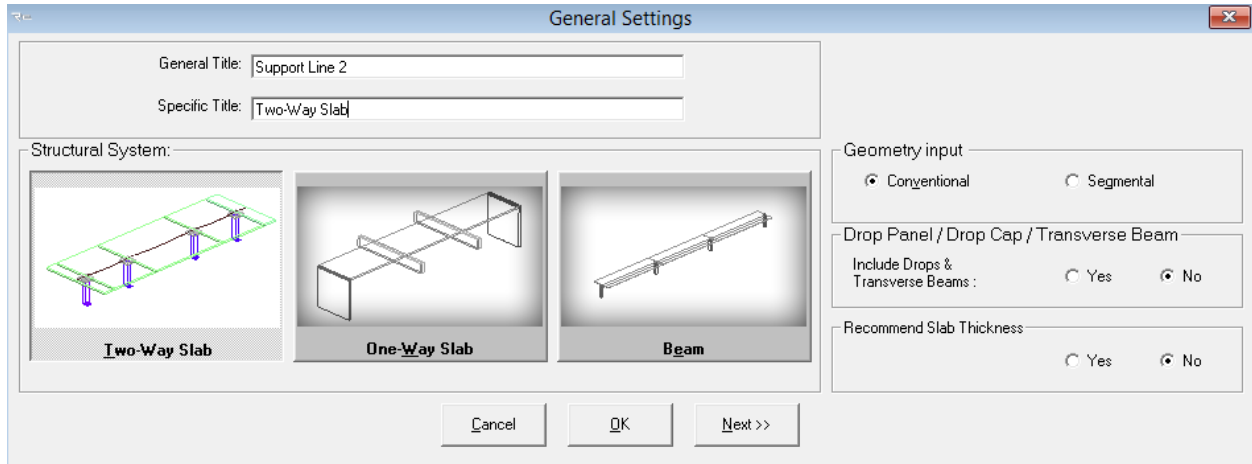 General Settings
General Title: Support Line 2
Specific Title: Two-Way Slab
Structural System:
Two-Way Slab
One-Way Slab
Beam
Geometry input
Conventional Segmental
Drop Panel / Drop Cap / Transverse Beam
Include Drops &
Transverse Beams : Yes No
Recommend Slab Thickness
Yes No
Cancel OK Next >>